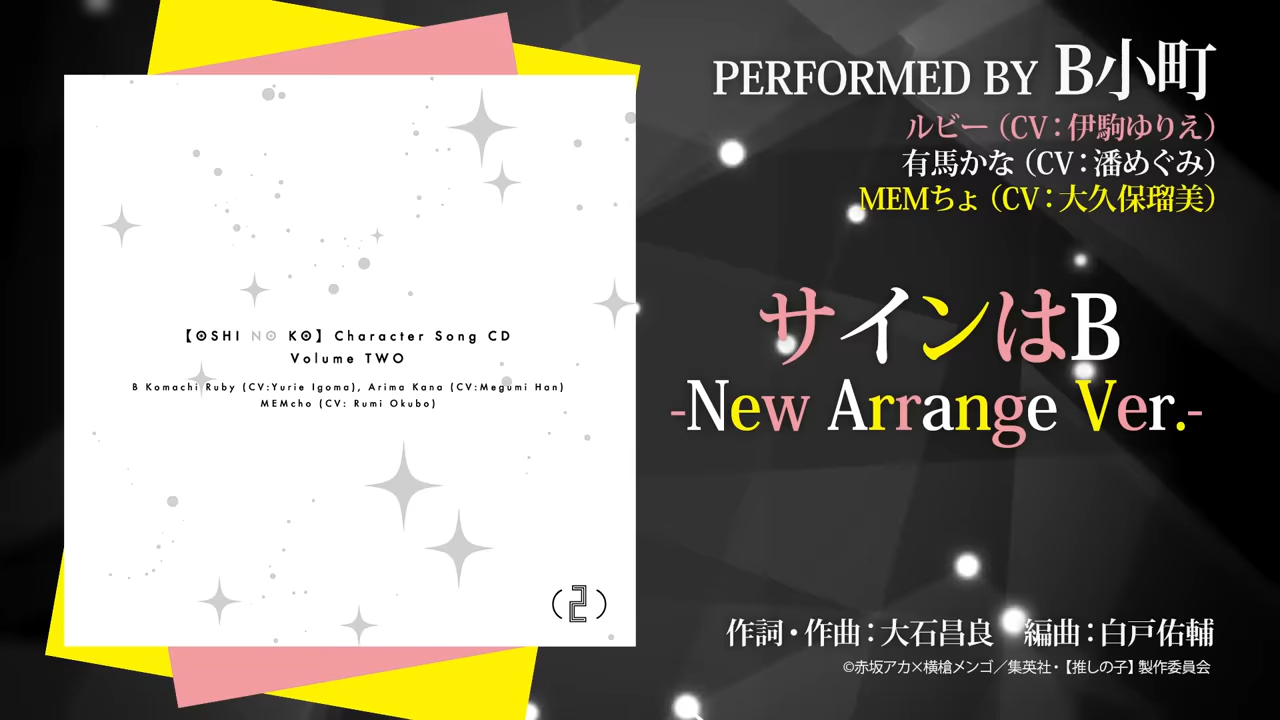 【OSHI NO KO】 Character Song CD
Volume TWO
B Komachi Ruby (CV:Yurie Igoma), Arima Kana (CV:Megumi Han)
MEMcho (CV: Rumi Okubo)
(2)
PERFORMED BY B小町
ルビー（CV：伊駒ゆりえ）
有馬かな（CV：潘めぐみ）
MEMちょ（CV：大久保瑠美）
サインはB
-New Arrange Ver.-
作詞・作曲：大石昌良　編曲：白戸佑輔
©赤坂アカ×横槍メンゴ／集英社・【推しの子】製作委員会